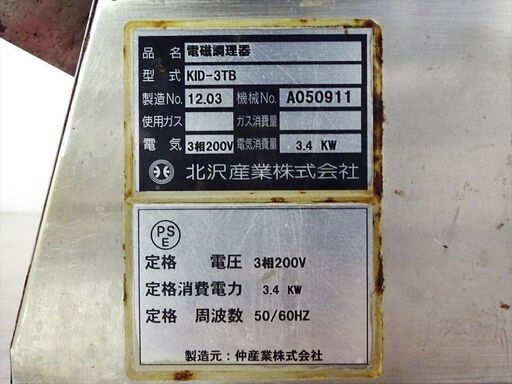 品名 電磁調理器
型式 KID-3TB
製造No. 12.03 機械No. A050911
使用ガス ガス消費量
電気 3相200V 電気消費量 3.4 KW
北沢産業株式会社
PS
E
定格 電圧 3相200V
定格消費電力 3.4 KW
定格 周波数 50/60HZ
製造元:仲産業株式会社